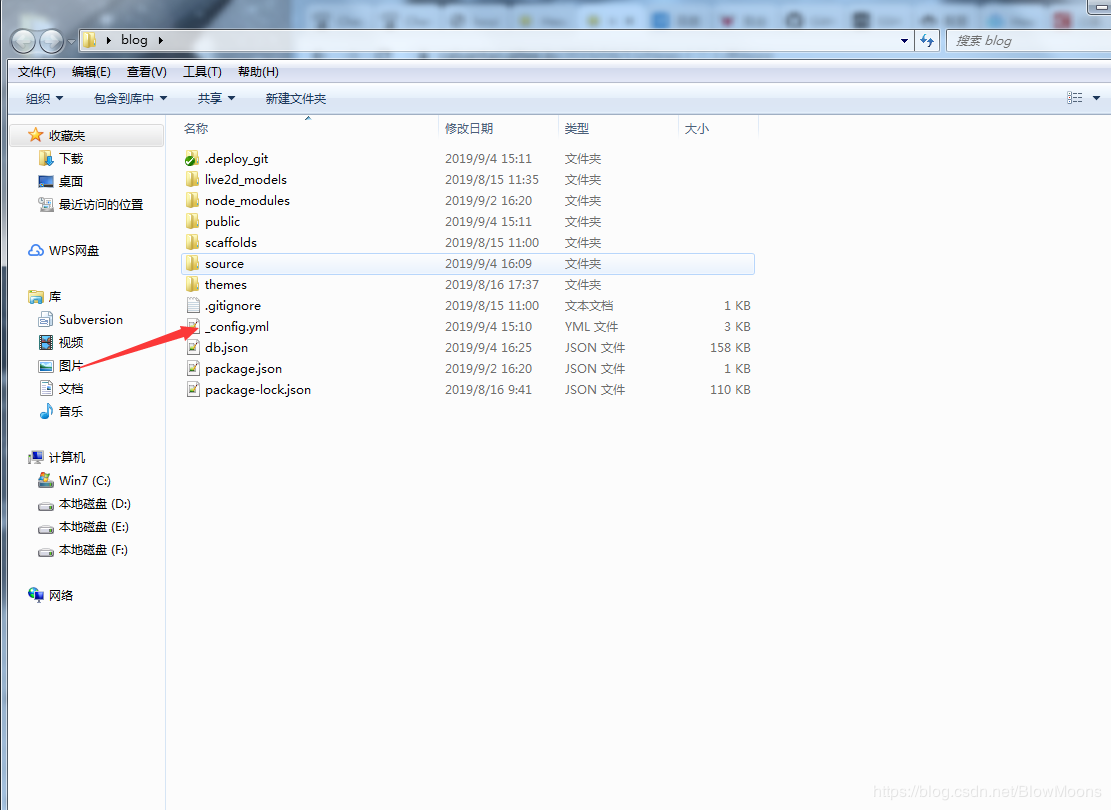 blog
搜索 blog
文件(F) 编辑(E) 查看(V) 工具(T) 帮助(H)
组织 包含到库中 共享 新建文件夹
名称 修改日期 类型 大小
收藏夹
下载
桌面
最近访问的位置
WPS网盘
库
Subversion
视频
图片
文档
音乐
计算机
Win7 (C:)
本地磁盘 (D:)
本地磁盘 (E:)
本地磁盘 (F:)
网络
.deploy_git 2019/9/4 15:11 文件夹
live2d_models 2019/8/15 11:35 文件夹
node_modules 2019/9/2 16:20 文件夹
public 2019/9/4 15:11 文件夹
scaffolds 2019/8/15 11:00 文件夹
source 2019/9/4 16:09 文件夹
themes 2019/8/16 17:37 文件夹
.gitignore 2019/8/15 11:00 文本文档 1 KB
_config.yml 2019/9/4 15:10 YML 文件 3 KB
db.json 2019/9/4 16:25 JSON 文件 158 KB
package.json 2019/9/2 16:20 JSON 文件 1 KB
package-lock.json 2019/8/16 9:41 JSON 文件 110 KB
https://blog.csdn.net/BlowMoons